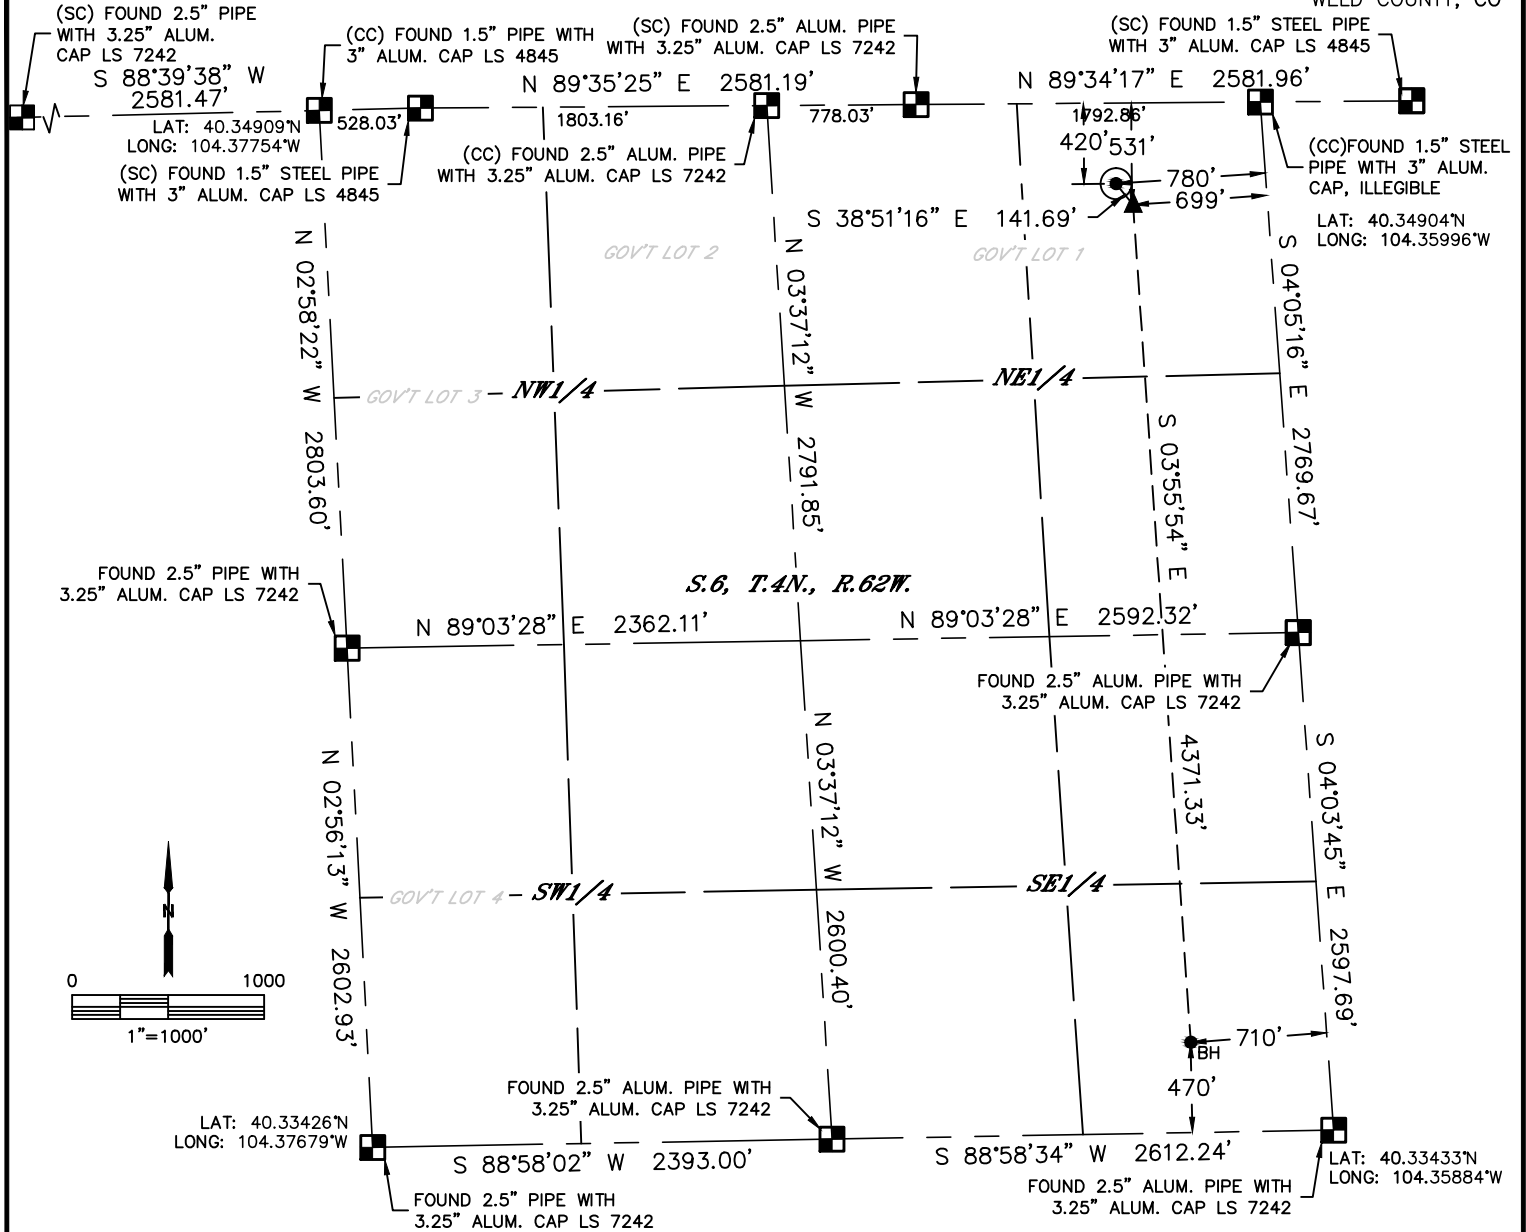 WELD COUNTY, CO
(SC) FOUND 2.5" PIPE
WITH 3.25" ALUM.
CAP LS 7242
(CC) FOUND 1.5" PIPE WITH
3" ALUM. CAP LS 4845
(SC) FOUND 2.5" ALUM. PIPE
WITH 3.25" ALUM. CAP LS 7242
(SC) FOUND 1.5" STEEL PIPE
WITH 3" ALUM. CAP LS 4845
S 88°39'38" W
2581.47'
N 89°35'25" E 2581.19'
N 89°34'17" E 2581.96'
LAT: 40.34909°N
LONG: 104.37754°W
528.03'
1803.16'
778.03'
1792.86'
(SC) FOUND 1.5" STEEL PIPE
WITH 3" ALUM. CAP LS 4845
(CC) FOUND 2.5" ALUM. PIPE
WITH 3.25" ALUM. CAP LS 7242
420'
531'
(CC)FOUND 1.5" STEEL
PIPE WITH 3" ALUM.
CAP, ILLEGIBLE
780'
699'
S 38°51'16" E 141.69'
LAT: 40.34904°N
LONG: 104.35996°W
GOV'T LOT 2
GOV'T LOT 1
N 02°58'22" W 2803.60'
N 03°37'12" W 2791.85'
S 04°05'16" E 2769.67'
GOV'T LOT 3
NW1/4
NE1/4
S 03°55'54" E 4371.33'
FOUND 2.5" PIPE WITH
3.25" ALUM. CAP LS 7242
S.6, T.4N., R.62W.
N 89°03'28" E 2362.11'
N 89°03'28" E 2592.32'
FOUND 2.5" ALUM. PIPE WITH
3.25" ALUM. CAP LS 7242
N 02°56'13" W 2602.93'
N 03°37'12" W 2600.40'
S 04°03'45" E 2597.69'
GOV'T LOT 4
SW1/4
SE1/4
N
0 1000
1"=1000'
BH
710'
470'
FOUND 2.5" ALUM. PIPE WITH
3.25" ALUM. CAP LS 7242
LAT: 40.33426°N
LONG: 104.37679°W
S 88°58'02" W 2393.00'
S 88°58'34" W 2612.24'
LAT: 40.33433°N
LONG: 104.35884°W
FOUND 2.5" PIPE WITH
3.25" ALUM. CAP LS 7242
FOUND 2.5" ALUM. PIPE WITH
3.25" ALUM. CAP LS 7242